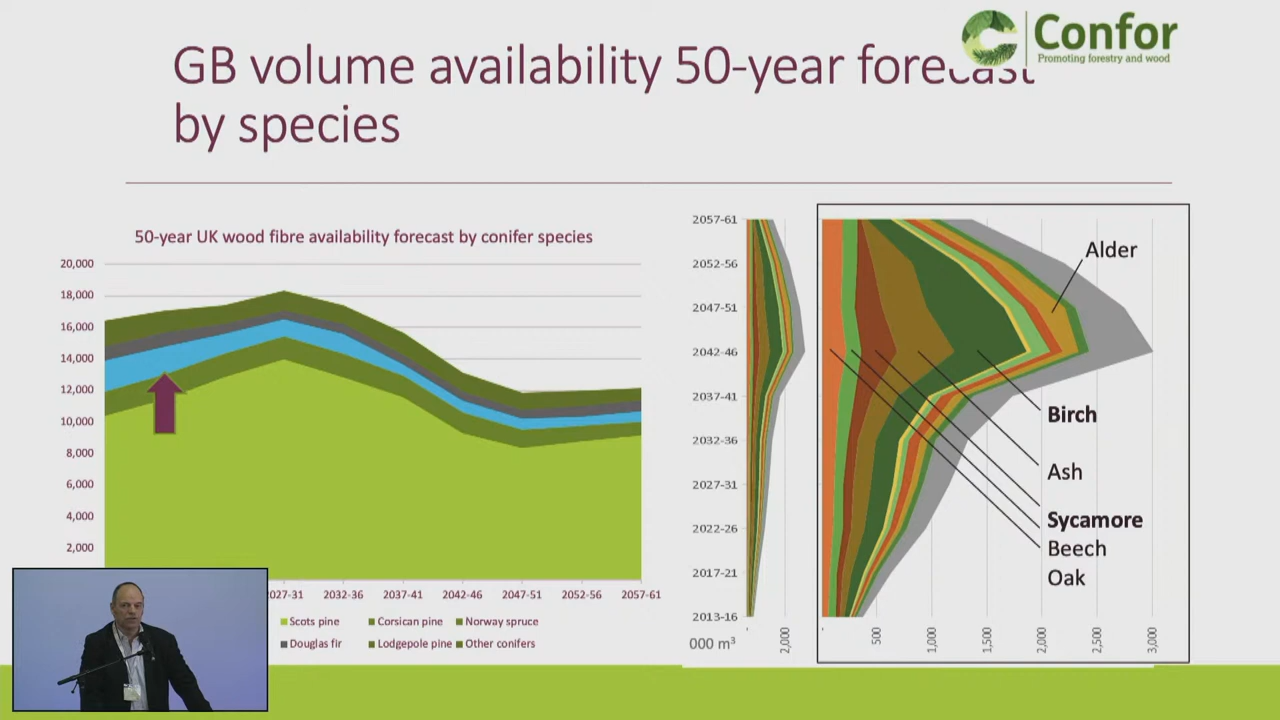 GB volume availability 50-year forecast
by species
Confor
Promoting forestry and wood
50-year UK wood fibre availability forecast by conifer species
20,000
18,000
16,000
14,000
12,000
10,000
8,000
6,000
4,000
2,000
27-31 2032-36 2037-41 2042-46 2047-51 2052-56 2057-61
Scots pine Corsican pine Norway spruce
Douglas fir Lodgepole pine Other conifers
2057-61
2052-56
2047-51
2042-46
2037-41
2032-36
2027-31
2022-26
2017-21
2013-16
000 m³
- 2,000
- 500 1,000 1,500 2,000 2,500 3,000
Alder
Birch
Ash
Sycamore
Beech
Oak